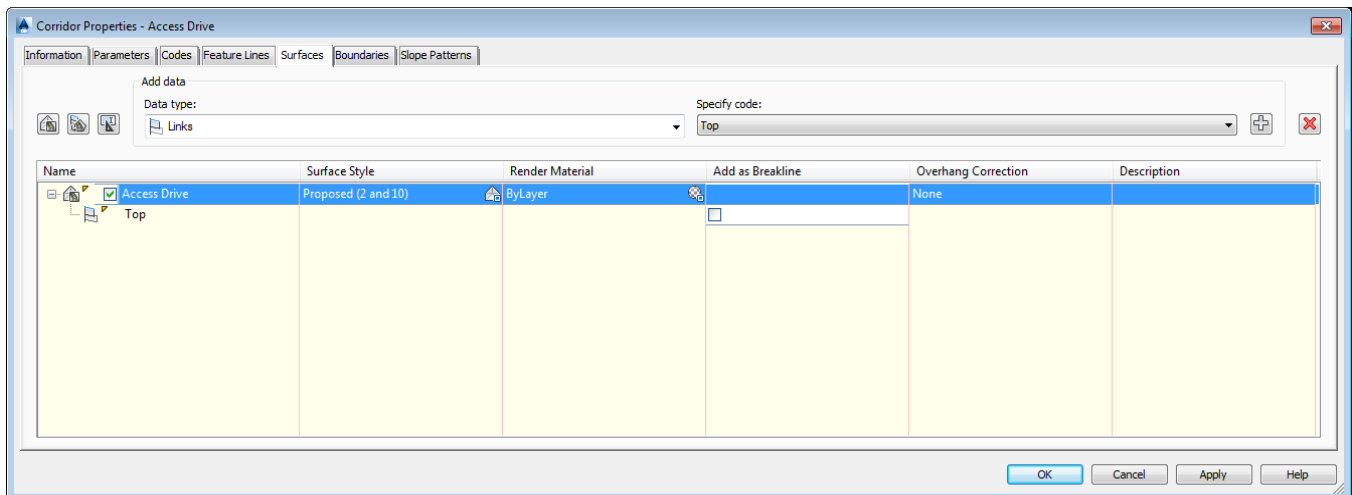 Corridor Properties - Access Drive
Information Parameters Codes Feature Lines Surfaces Boundaries Slope Patterns
Add data
Data type: Specify code:
Links Top
Name Surface Style Render Material Add as Breakline Overhang Correction Description
Access Drive Proposed (2 and 10) ByLayer None
Top
OK Cancel Apply Help